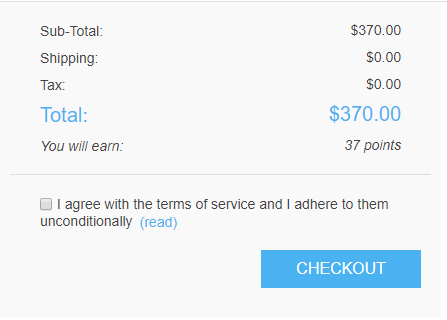 Sub-Total: $370.00
Shipping: $0.00
Tax: $0.00
Total: $370.00
You will earn: 37 points
I agree with the terms of service and I adhere to them
unconditionally (read)
CHECKOUT